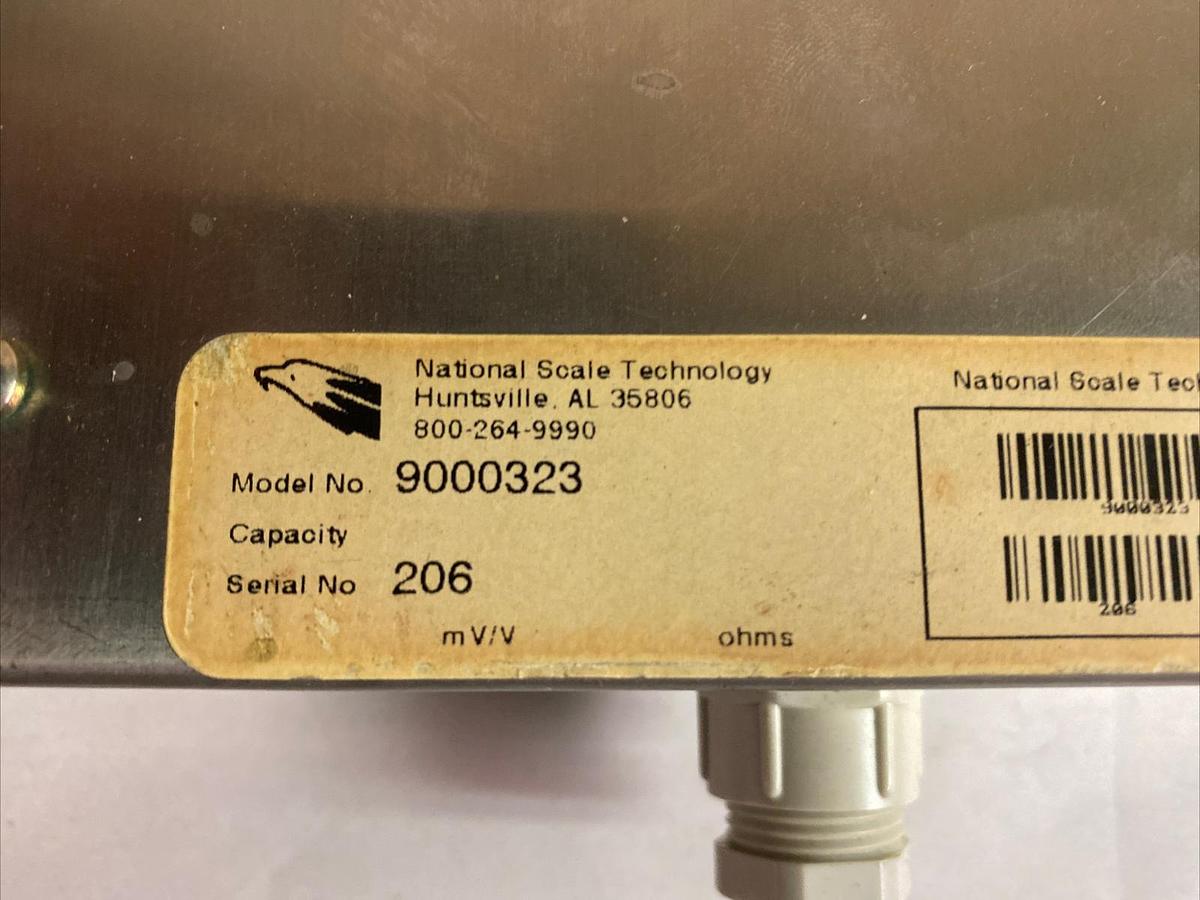 National Scale Technology
Huntsville, AL 35806
800-264-9990
Model No. 9000323
Capacity
Serial No 206
mV/V ohms
National Scale Tech
9000323
206